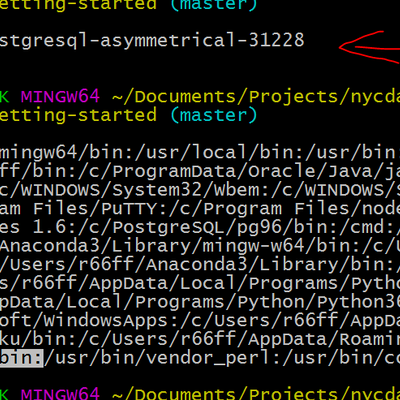 etting-started (master)
stgresql-asymmetrical-31228
K MINGW64 ~/Documents/Projects/nycda
etting-started (master)
mingw64/bin:/usr/local/bin:/usr/bin:
ff/bin:/c/ProgramData/Oracle/Java/ja
c/WINDOWS/System32/Wbem:/c/WINDOWS/S
am Files/PuTTY:/c/Program Files/node
es 1.6:/c/PostgreSQL/pg96/bin:/cmd:/
Anaconda3/Library/mingw-w64/bin:/c/U
/Users/r66ff/Anaconda3/Library/bin:/
s/r66ff/AppData/Local/Programs/Pytho
pData/Local/Programs/Python/Python36
oft/WindowsApps:/c/Users/r66ff/AppDa
ku/bin:/c/Users/r66ff/AppData/Roamin
bin:/usr/bin/vendor_perl:/usr/bin/co
K MINGW64 ~/Documents/Projects/nycda